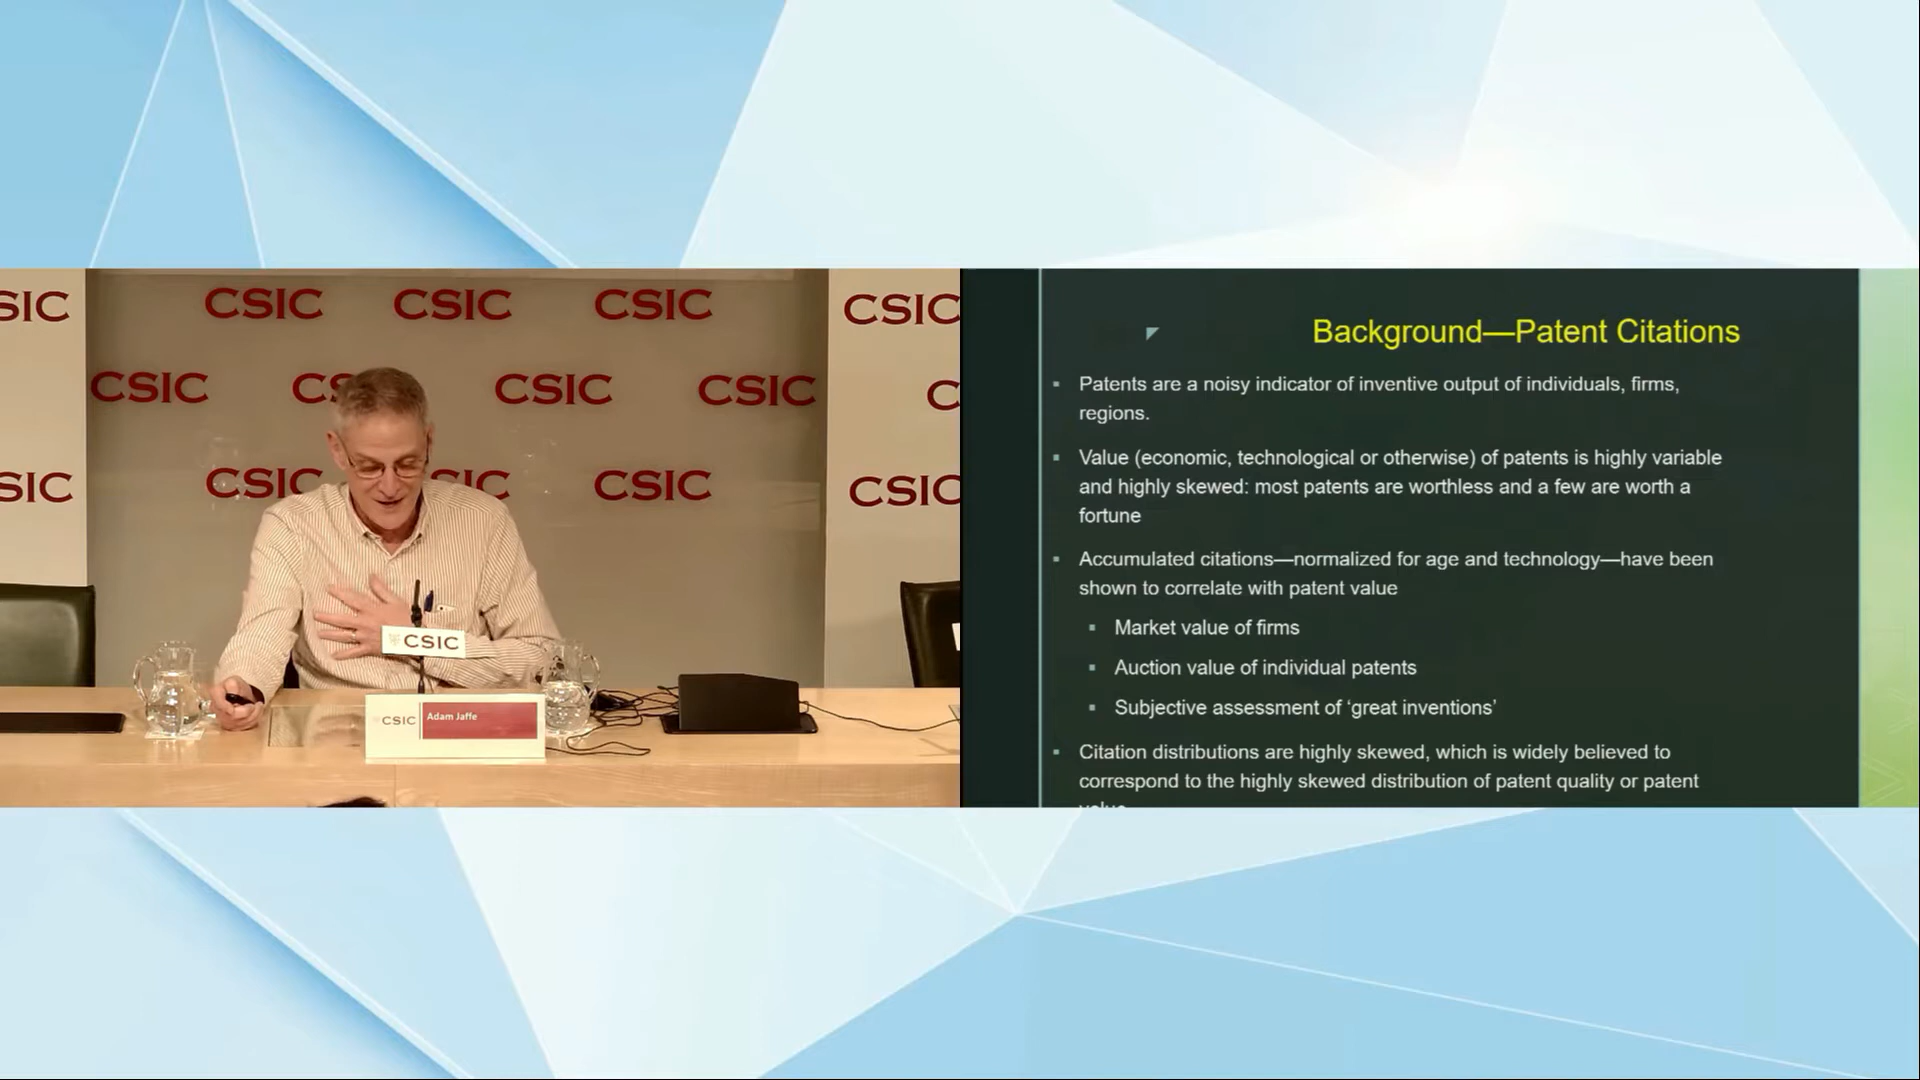 SIC CSIC CSIC CSIC CSIC
CSIC CSIC CSIC C
SIC CSIC CSIC CSIC
CSIC
CSIC Adam Jaffe
Background—Patent Citations
Patents are a noisy indicator of inventive output of individuals, firms,
regions.
Value (economic, technological or otherwise) of patents is highly variable
and highly skewed: most patents are worthless and a few are worth a
fortune
Accumulated citations—normalized for age and technology—have been
shown to correlate with patent value
Market value of firms
Auction value of individual patents
Subjective assessment of ‘great inventions’
Citation distributions are highly skewed, which is widely believed to
correspond to the highly skewed distribution of patent quality or patent